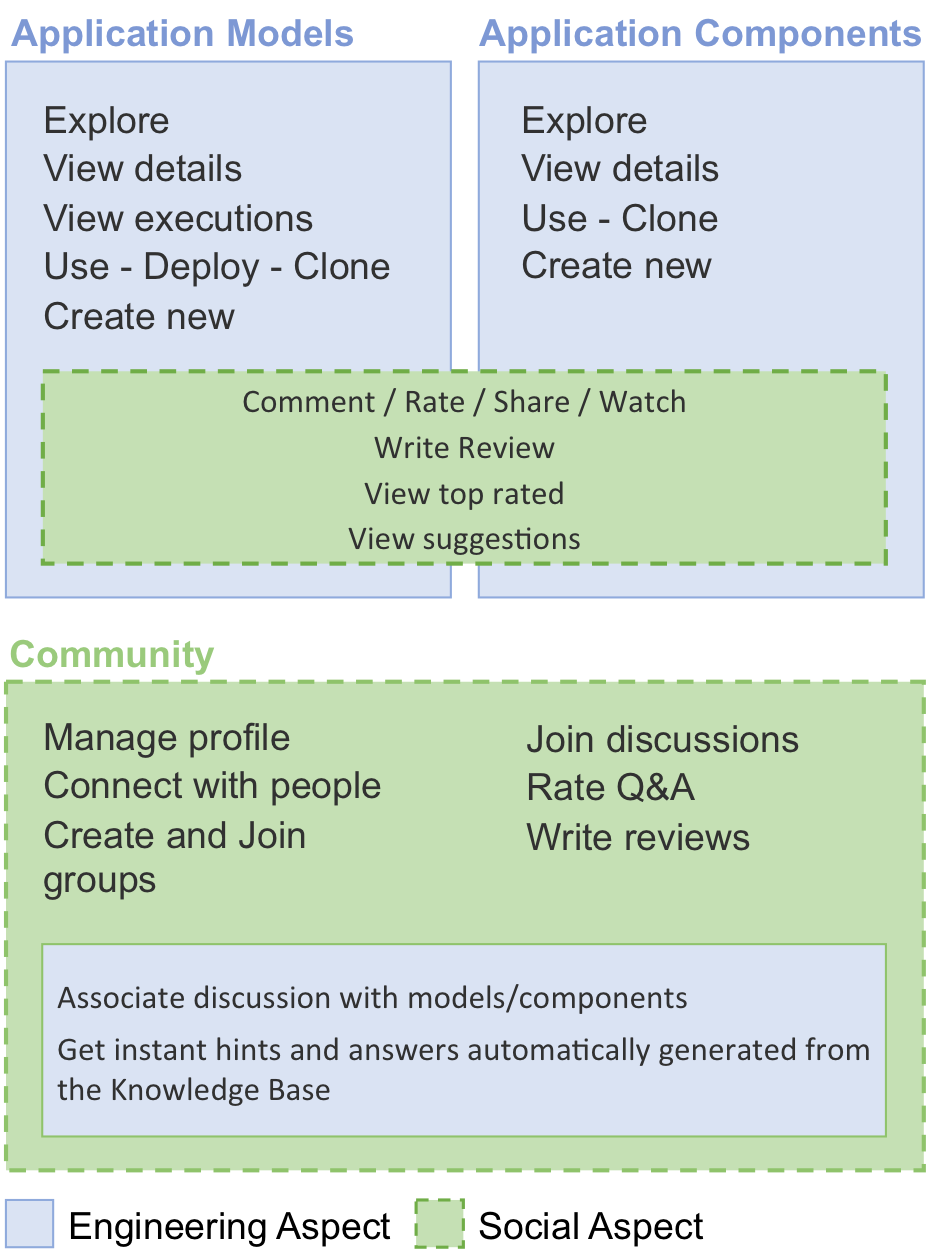 Application Models
Explore
View details
View executions
Use - Deploy - Clone
Create new
Application Components
Explore
View details
Use - Clone
Create new
Comment / Rate / Share / Watch
Write Review
View top rated
View suggestions
Community
Manage profile
Connect with people
Create and Join
groups
Join discussions
Rate Q&A
Write reviews
Associate discussion with models/components
Get instant hints and answers automatically generated from
the Knowledge Base
Engineering Aspect
Social Aspect